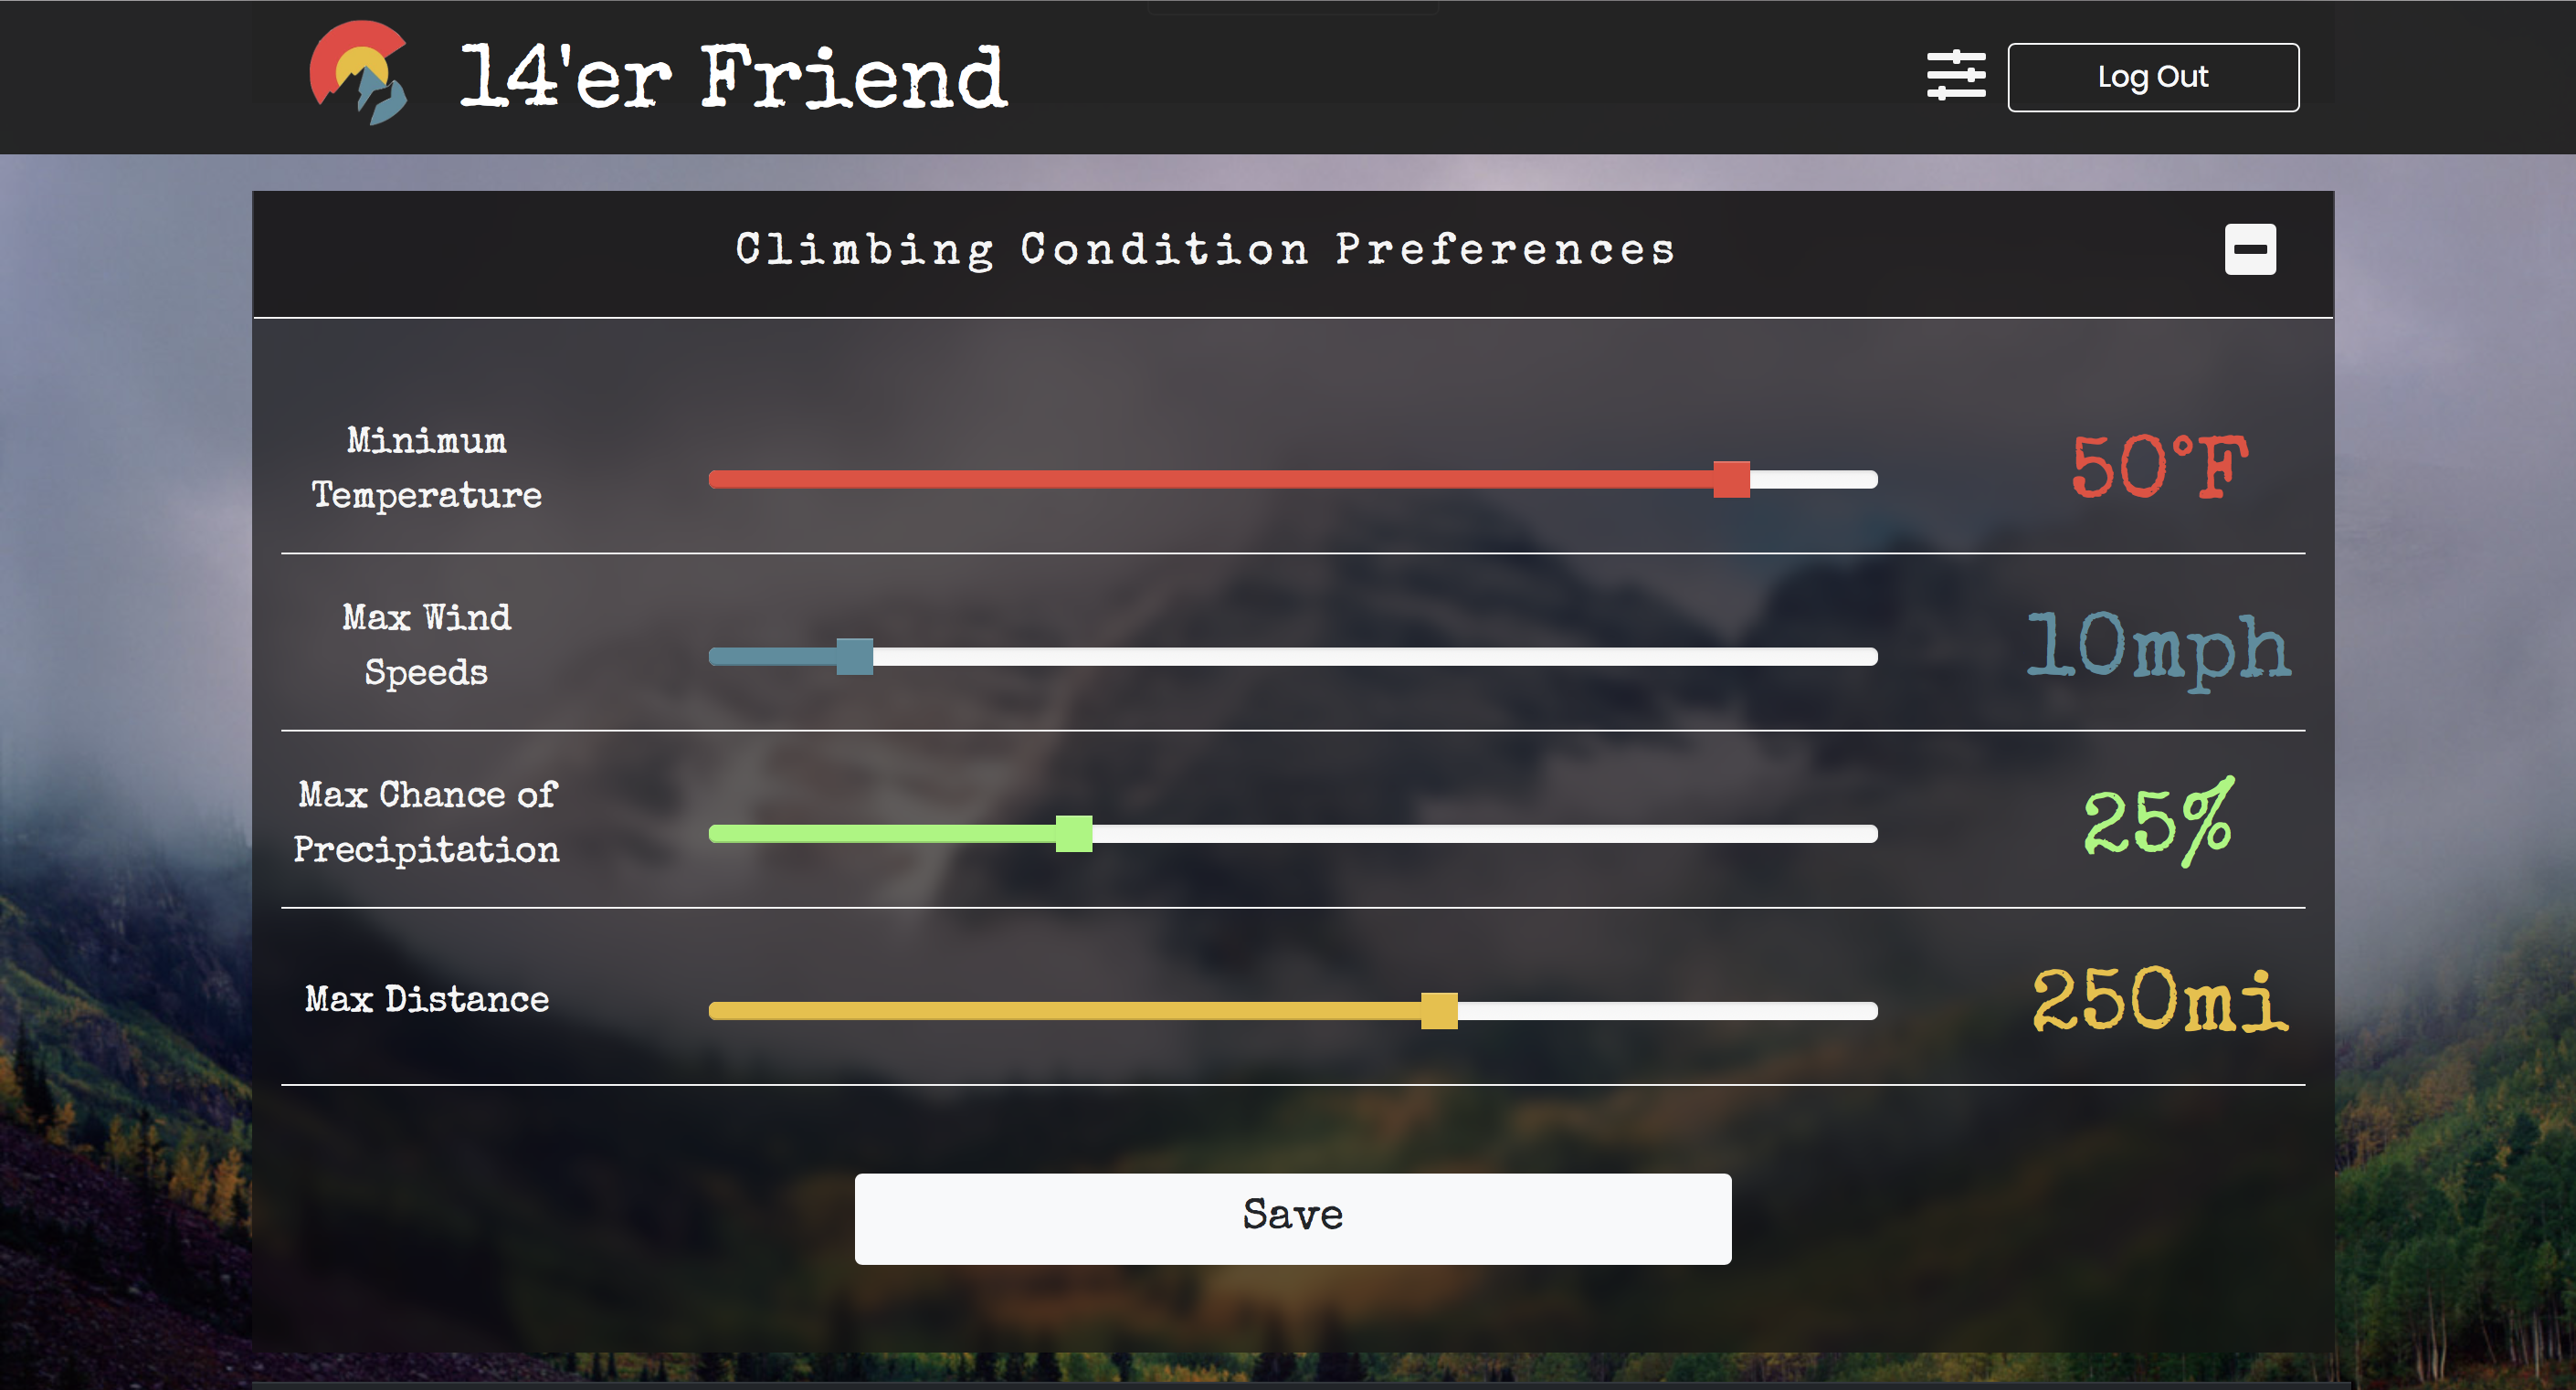 14'er Friend
Log Out
Climbing Condition Preferences
Minimum
Temperature
50°F
Max Wind
Speeds
10mph
Max Chance of
Precipitation
25%
Max Distance
250mi
Save